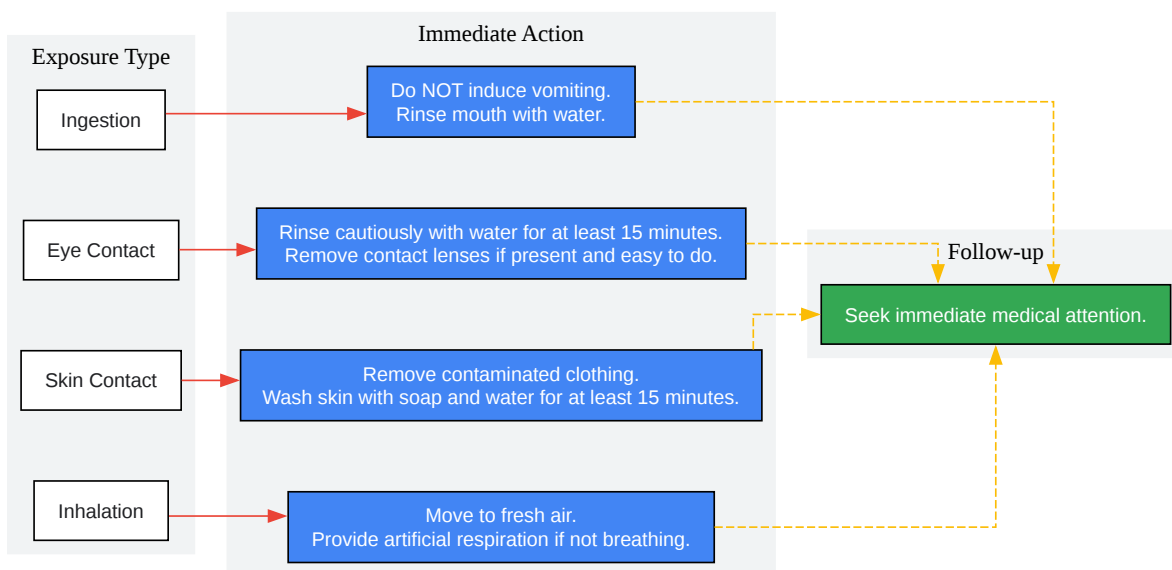 Exposure Type
Immediate Action
Ingestion
Do NOT induce vomiting.
Rinse mouth with water.
Eye Contact
Rinse cautiously with water for at least 15 minutes.
Remove contact lenses if present and easy to do.
Follow-up
Seek immediate medical attention.
Skin Contact
Remove contaminated clothing.
Wash skin with soap and water for at least 15 minutes.
Inhalation
Move to fresh air.
Provide artificial respiration if not breathing.